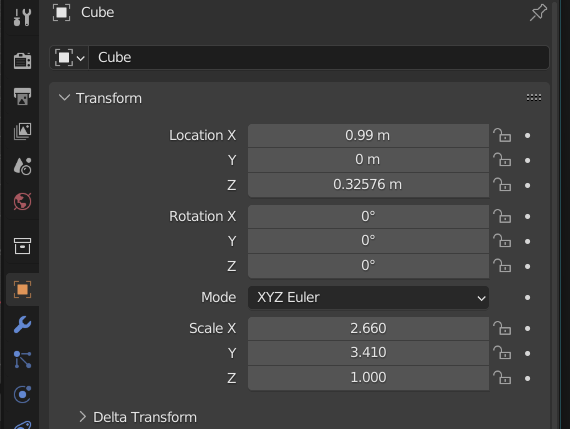 Cube
Cube
Transform
Location X 0.99 m
Y 0 m
Z 0.32576 m
Rotation X 0°
Y 0°
Z 0°
Mode XYZ Euler
Scale X 2.660
Y 3.410
Z 1.000
Delta Transform